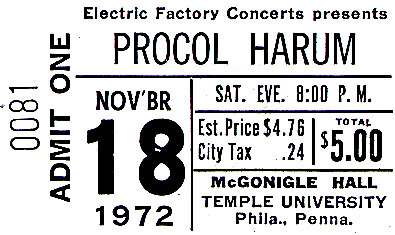 Electric Factory Concerts presents
PROCOL HARUM
0081
ADMIT ONE
NOV'BR
18
1972
SAT. EVE. 8:00 P. M.
Est. Price $4.76
City Tax .24
TOTAL
$5.00
McGONIGLE HALL
TEMPLE UNIVERSITY
Phila., Penna.